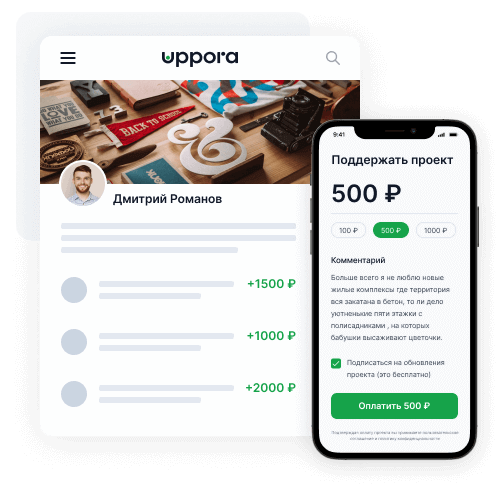 uppora
BACK TO SCHOOL
&
Дмитрий Романов
+1500 ₽
+1000 ₽
+2000 ₽
9:41
Поддержать проект
500 ₽
100 ₽
500 ₽
1000 ₽
Комментарий
Больше всего я не люблю новые
жилые комплексы где территория
вся закатана в бетон, то ли дело
уютненькие пяти этажки с
полисадниками , на которых
бабушки высаживают цветочки.
Подписаться на обновления
проекта (это бесплатно)
Оплатить 500 ₽